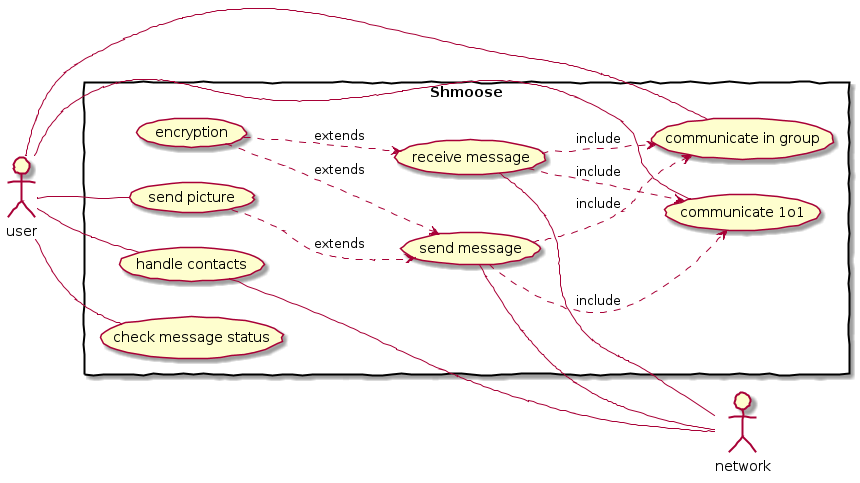 Shmoose
encryption
extends
receive message
include
communicate in group
extends
include
send picture
include
communicate 1o1
user
extends
send message
handle contacts
include
check message status
network